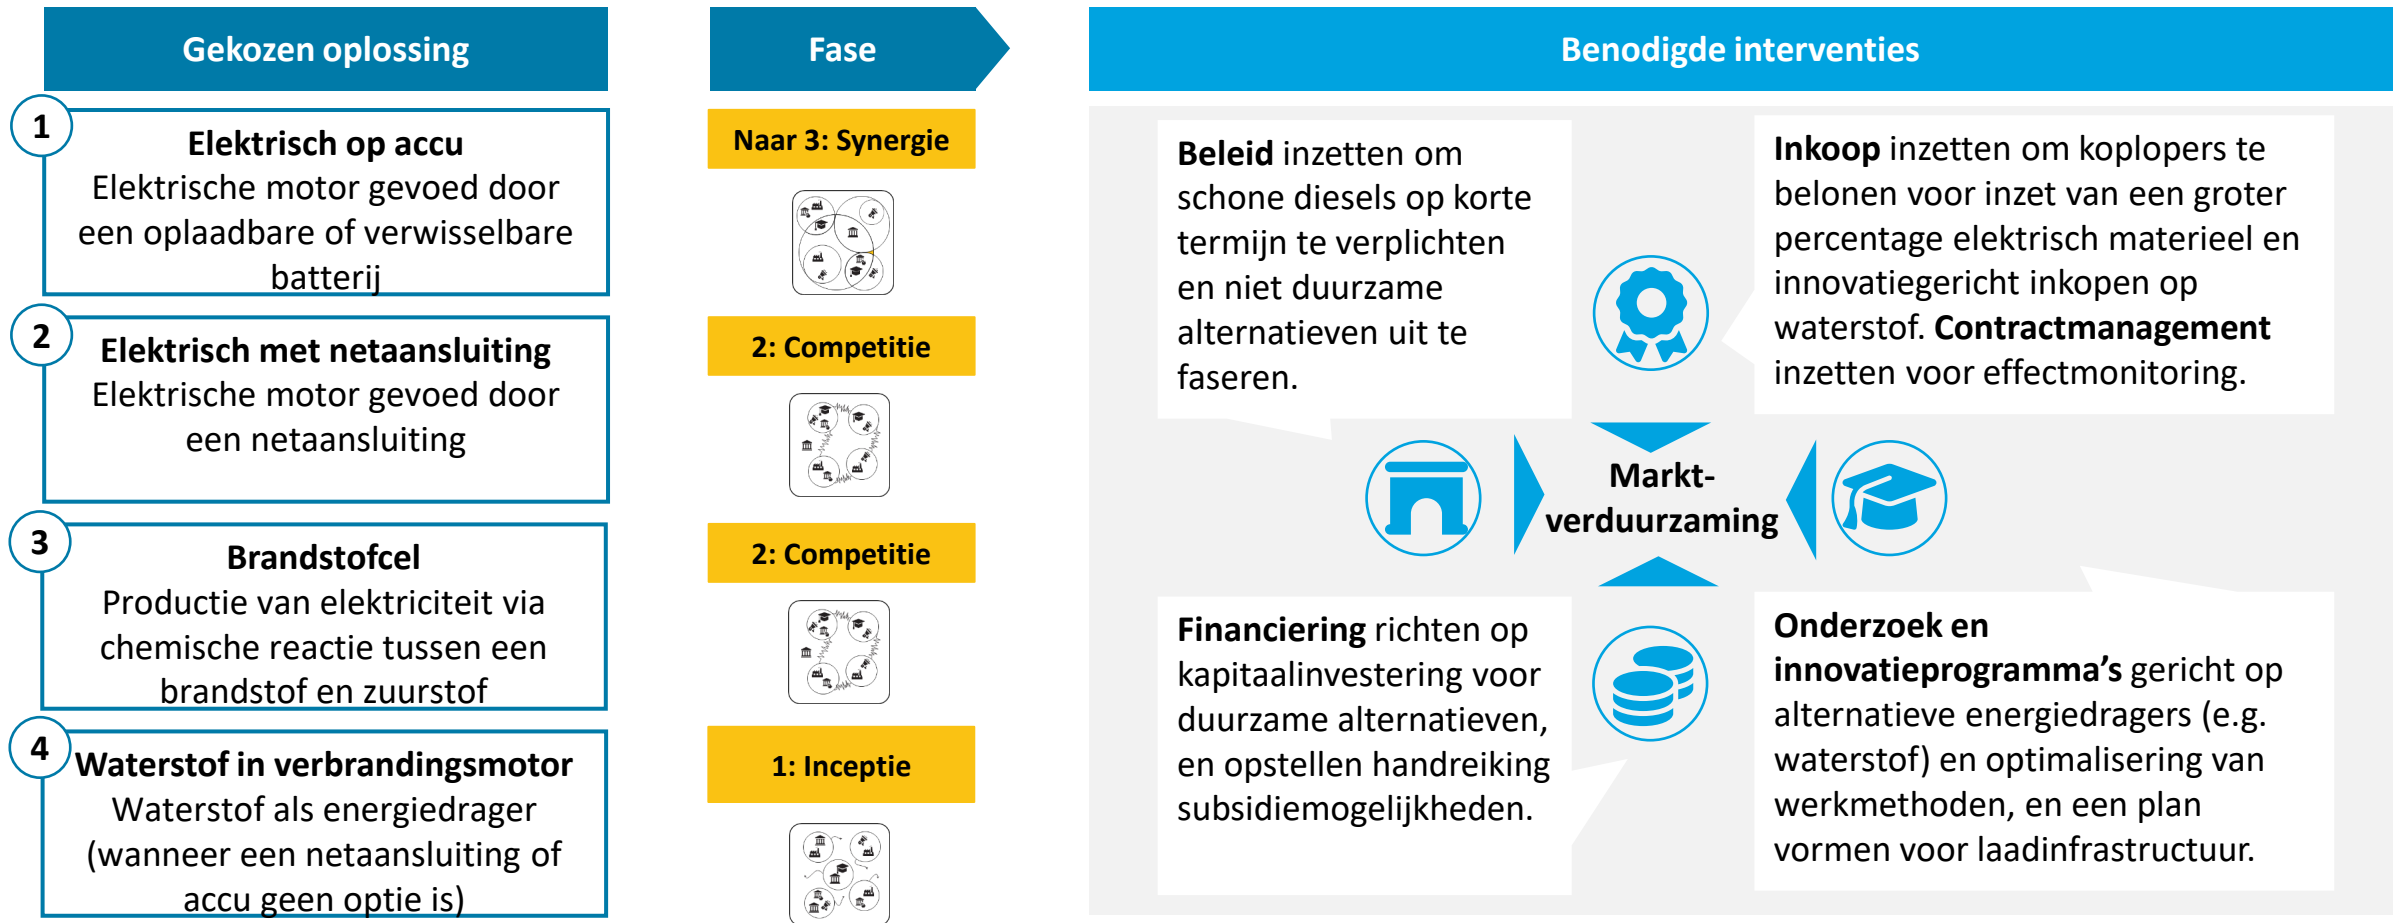 Gekozen oplossing
Fase
Benodigde interventies
1
Elektrisch op accu
Elektrische motor gevoed door
een oplaadbare of verwisselbare
batterij
Naar 3: Synergie
2
Elektrisch met netaansluiting
Elektrische motor gevoed door
een netaansluiting
2: Competitie
3
Brandstofcel
Productie van elektriciteit via
chemische reactie tussen een
brandstof en zuurstof
2: Competitie
4
Waterstof in verbrandingsmotor
Waterstof als energiedrager
(wanneer een netaansluiting of
accu geen optie is)
1: Inceptie
Beleid inzetten om
schone diesels op korte
termijn te verplichten
en niet duurzame
alternatieven uit te
faseren.
Inkoop inzetten om koplopers te
belonen voor inzet van een groter
percentage elektrisch materieel en
innovatiegericht inkopen op
waterstof. Contractmanagement
inzetten voor effectmonitoring.
Markt-
verduurzaming
Financiering richten op
kapitaalinvestering voor
duurzame alternatieven,
en opstellen handreiking
subsidiemogelijkheden.
Onderzoek en
innovatieprogramma’s gericht op
alternatieve energiedragers (e.g.
waterstof) en optimalisering van
werkmethoden, en een plan
vormen voor laadinfrastructuur.